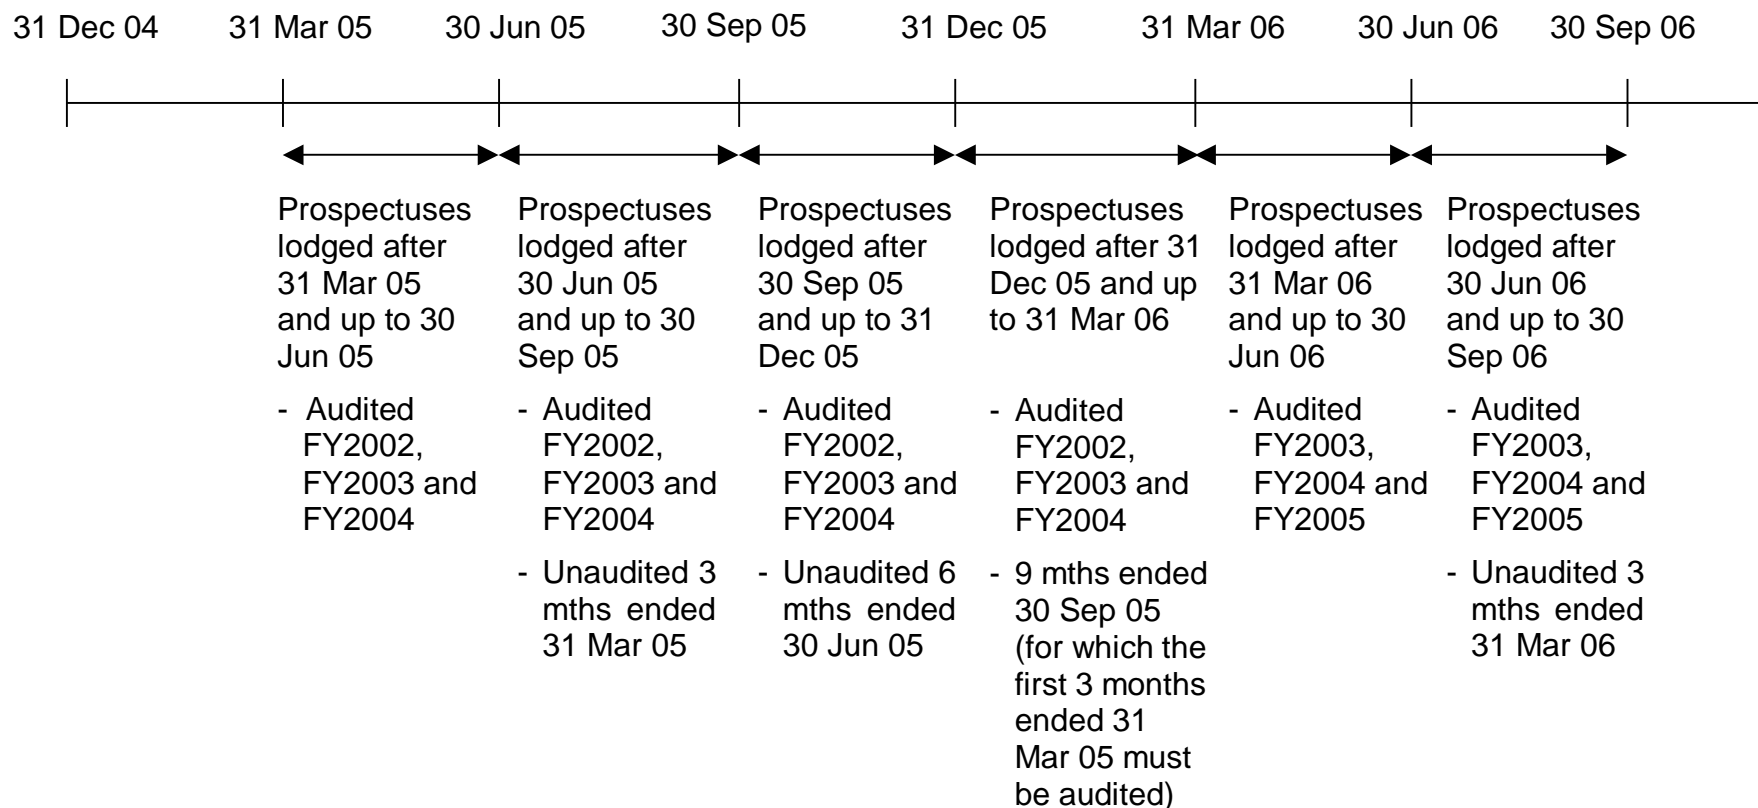 31 Dec 04 31 Mar 05 30 Jun 05 30 Sep 05 31 Dec 05 31 Mar 06 30 Jun 06 30 Sep 06
Prospectuses
lodged after
31 Mar 05
and up to 30
Jun 05
- Audited
FY2002,
FY2003 and
FY2004
Prospectuses
lodged after
30 Jun 05
and up to 30
Sep 05
- Audited
FY2002,
FY2003 and
FY2004
- Unaudited 3
mths ended
31 Mar 05
Prospectuses
lodged after
30 Sep 05
and up to 31
Dec 05
- Audited
FY2002,
FY2003 and
FY2004
- Unaudited 6
mths ended
30 Jun 05
Prospectuses
lodged after 31
Dec 05 and up
to 31 Mar 06
- Audited
FY2002,
FY2003 and
FY2004
- 9 mths ended
30 Sep 05
(for which the
first 3 months
ended 31
Mar 05 must
be audited)
Prospectuses
lodged after
31 Mar 06
and up to 30
Jun 06
- Audited
FY2003,
FY2004 and
FY2005
Prospectuses
lodged after
30 Jun 06
and up to 30
Sep 06
- Audited
FY2003,
FY2004 and
FY2005
- Unaudited 3
mths ended
31 Mar 06